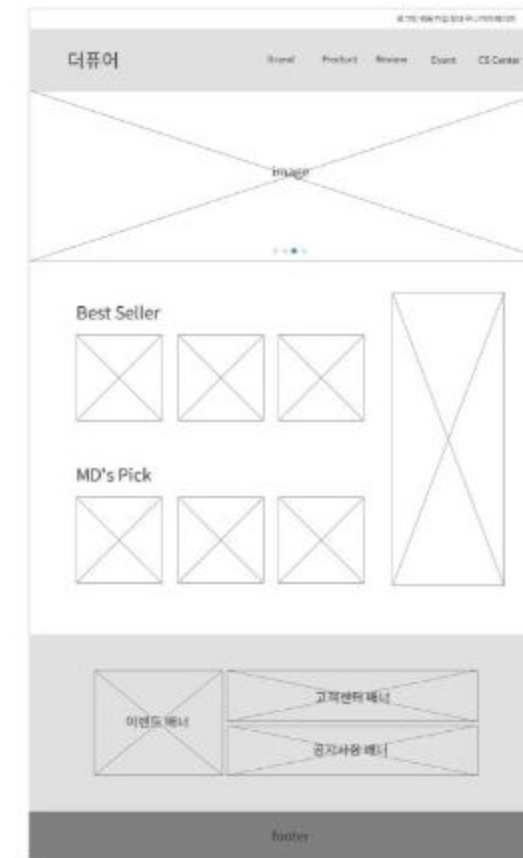 더퓨어
Brand Product Review Event CS Center
image
Best Seller
MD's Pick
이벤트 배너
고객센터 배너
공지사항 배너
footer